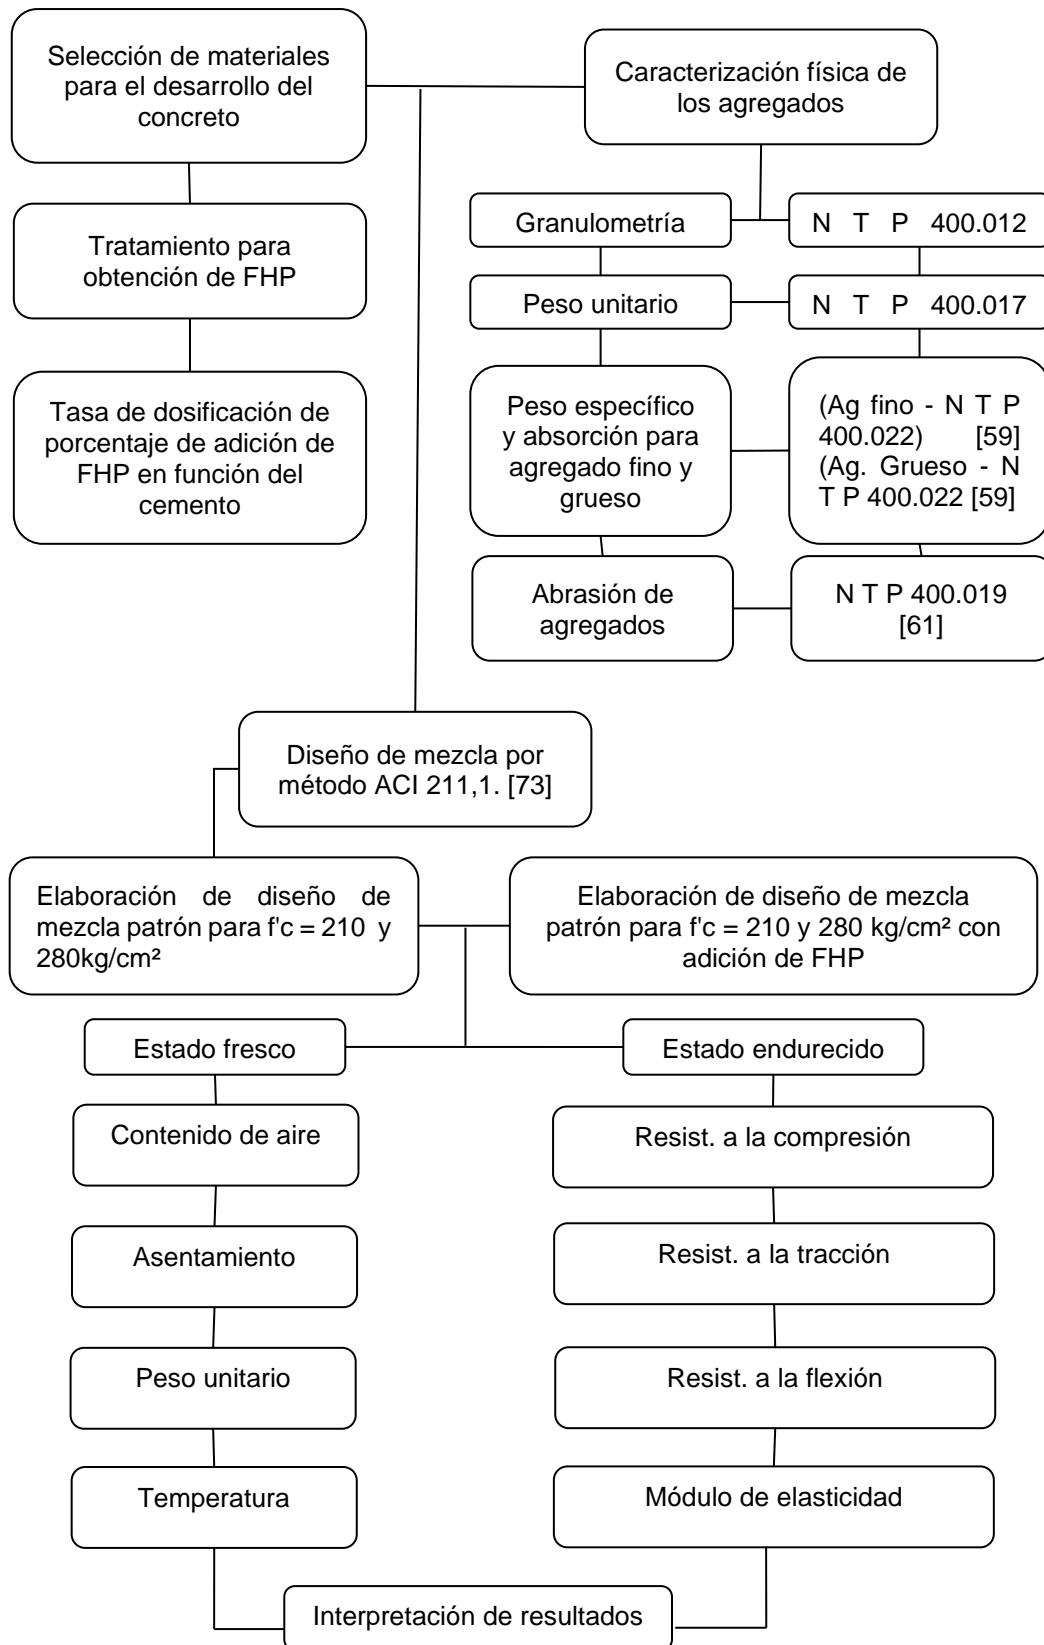 Selección de materiales
para el desarrollo del
concreto
Caracterización física de
los agregados
Tratamiento para
obtención de FHP
Tasa de dosificación de
porcentaje de adición de
FHP en función del
cemento
Granulometría
N T P 400.012
Peso unitario
N T P 400.017
Peso específico
y absorción para
agregado fino y
grueso
(Ag fino - N T P
400.022) [59]
(Ag. Grueso - N
T P 400.022 [59]
Abrasión de
agregados
N T P 400.019
[61]
Diseño de mezcla por
método ACI 211,1. [73]
Elaboración de diseño de
mezcla patrón para f'c = 210 y
280kg/cm²
Elaboración de diseño de mezcla
patrón para f'c = 210 y 280 kg/cm² con
adición de FHP
Estado fresco
Estado endurecido
Contenido de aire
Resist. a la compresión
Asentamiento
Resist. a la tracción
Peso unitario
Resist. a la flexión
Temperatura
Módulo de elasticidad
Interpretación de resultados